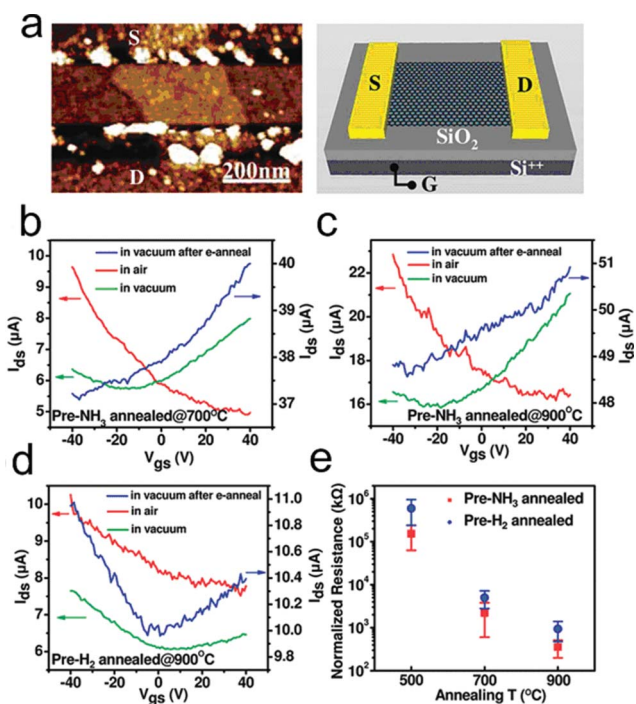 a
S
D
200nm
S
D
SiO2
Si++
G
b
in vacuum after e-anneal
in air
in vacuum
10
9
8
7
6
5
40
39
38
37
Ids (μA)
Ids (μA)
Pre-NH3 annealed@700°C
-40 -20 0 20 40
Vgs (V)
c
in vacuum after e-anneal
in air
in vacuum
22
20
18
16
51
50
49
48
Ids (μA)
Ids (μA)
Pre-NH3 annealed@900°C
-40 -20 0 20 40
Vgs (V)
d
in vacuum after e-anneal
in air
in vacuum
10
9
8
7
6
11.0
10.8
10.6
10.4
10.2
10.0
9.8
Ids (μA)
Ids (μA)
Pre-H2 annealed@900°C
-40 -20 0 20 40
Vgs (V)
e
Pre-NH3 annealed
Pre-H2 annealed
Normalized Resistance (kΩ)
10^6
10^5
10^4
10^3
10^2
500 700 900
Annealing T (°C)